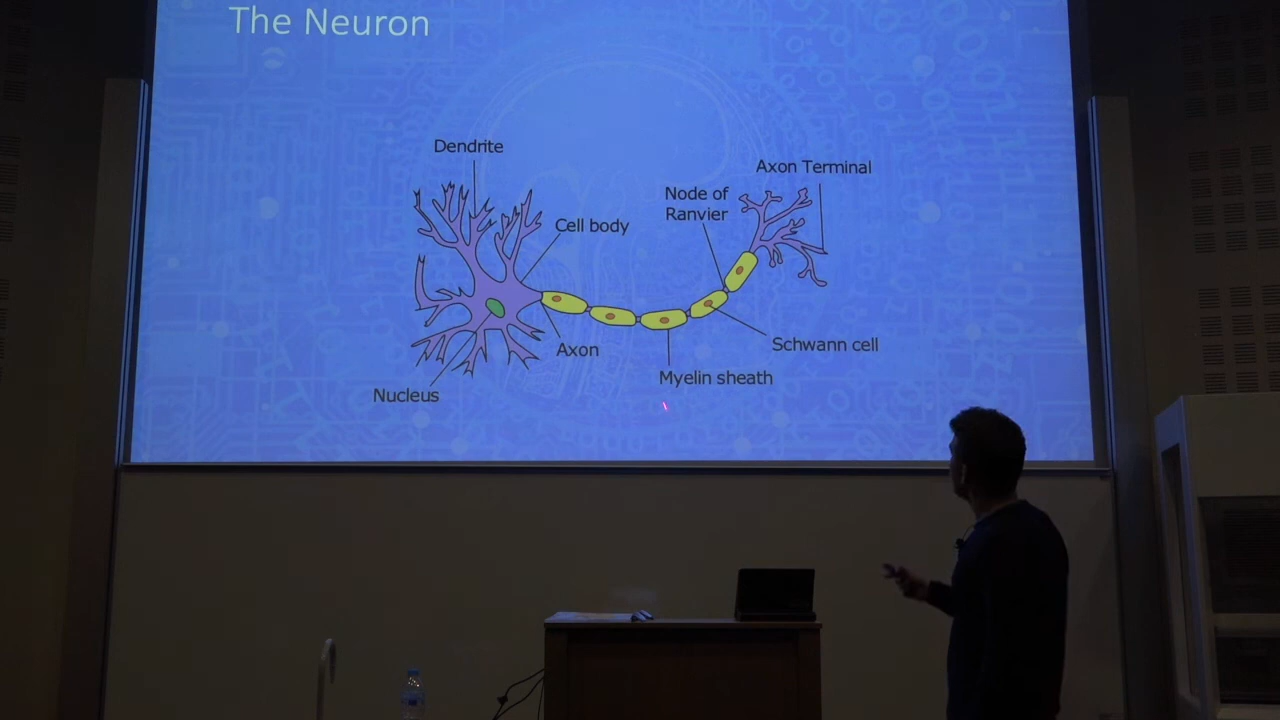 The Neuron
Dendrite
Axon Terminal
Node of
Ranvier
Cell body
Axon
Schwann cell
Myelin sheath
Nucleus